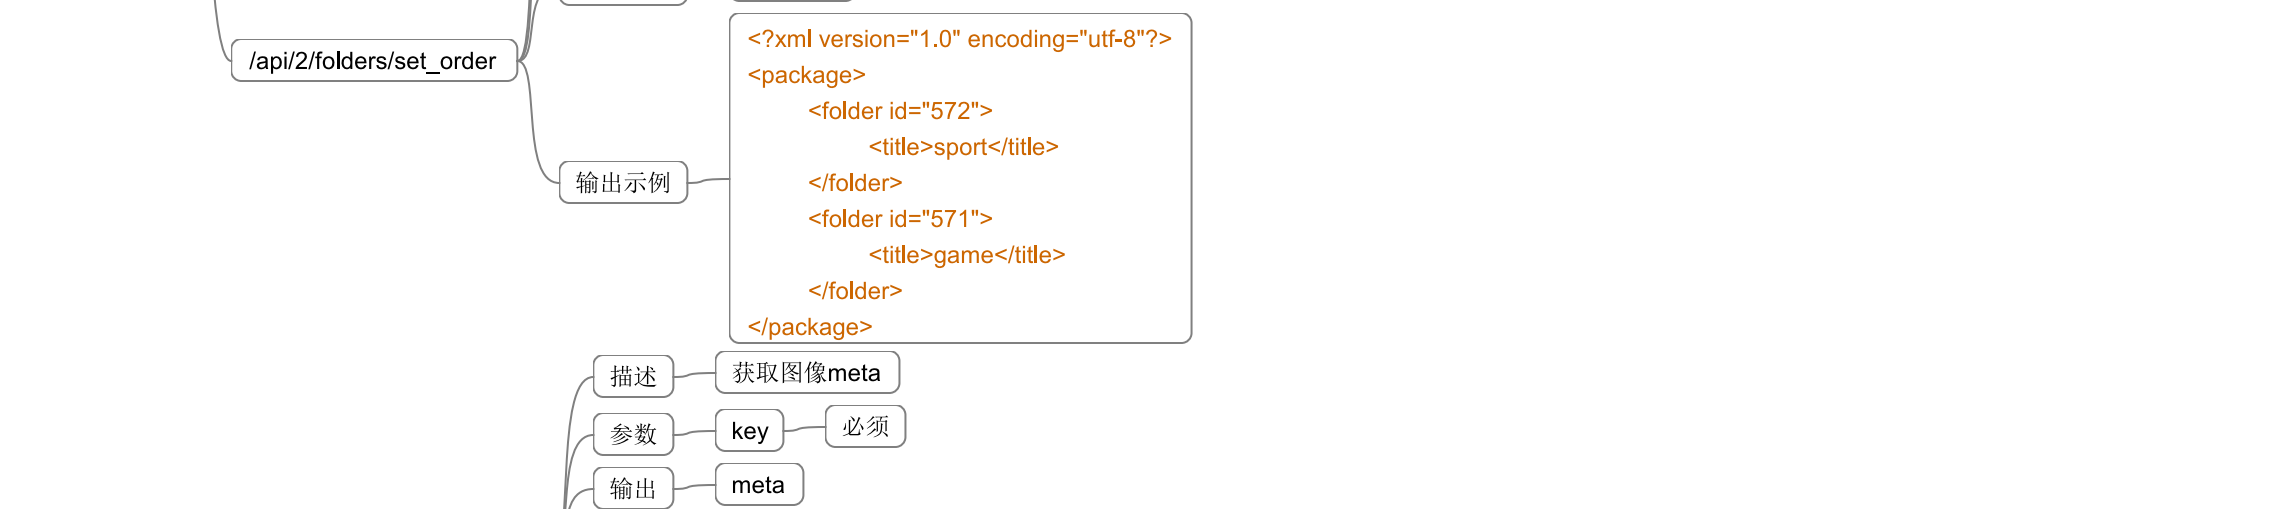 /api/2/folders/set_order
输出示例
<?xml version="1.0" encoding="utf-8"?>
<package>
<folder id="572">
<title>sport</title>
</folder>
<folder id="571">
<title>game</title>
</folder>
</package>
描述
获取图像meta
参数
key
必须
输出
meta